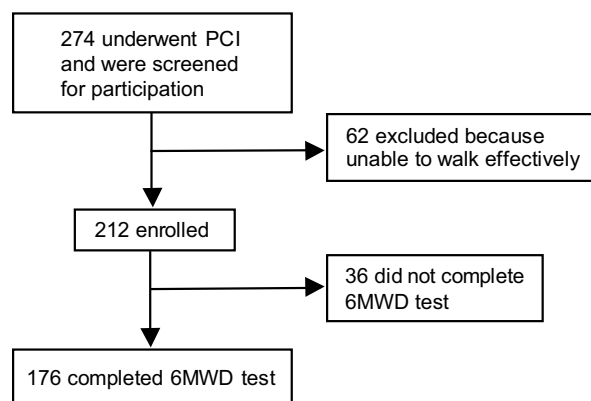 274 underwent PCI
and were screened
for participation
62 excluded because
unable to walk effectively
212 enrolled
36 did not complete
6MWD test
176 completed 6MWD test